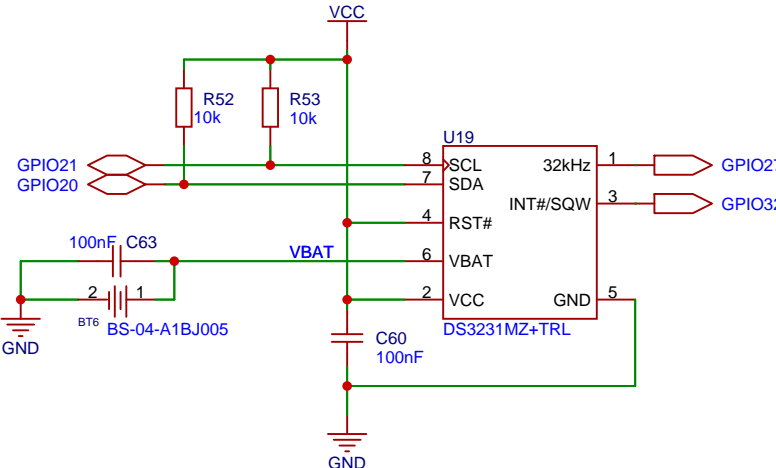 VCC
R52
10k
R53
10k
U19
GPIO21
GPIO20
8
SCL
7
SDA
4
RST#
6
VBAT
2
VCC
32kHz
1
INT#/SQW
3
GND
5
GPIO27
GPIO32
100nF
C63
VBAT
2
1
BT6
BS-04-A1BJ005
GND
DS3231MZ+TRL
C60
100nF
GND